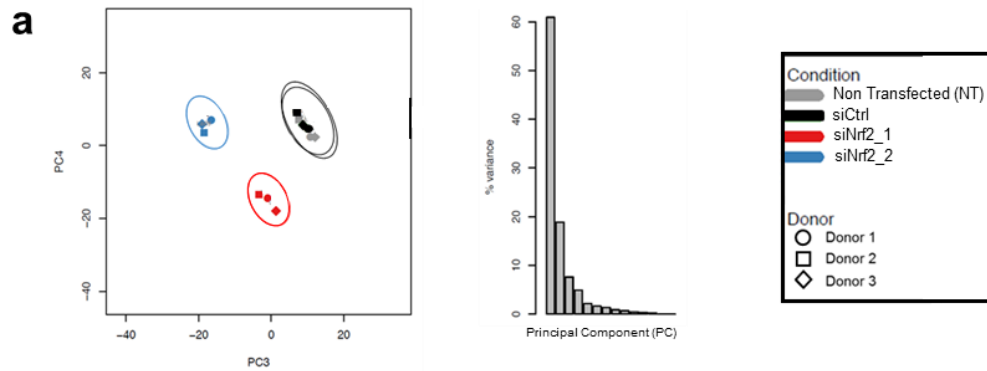 a
PC4
20
0
−20
−40
−40
−20
0
20
PC3
% variance
60
50
40
30
20
10
0
Principal Component (PC)
Condition
Non Transfected (NT)
siCtrl
siNrf2_1
siNrf2_2
Donor
Donor 1
Donor 2
Donor 3